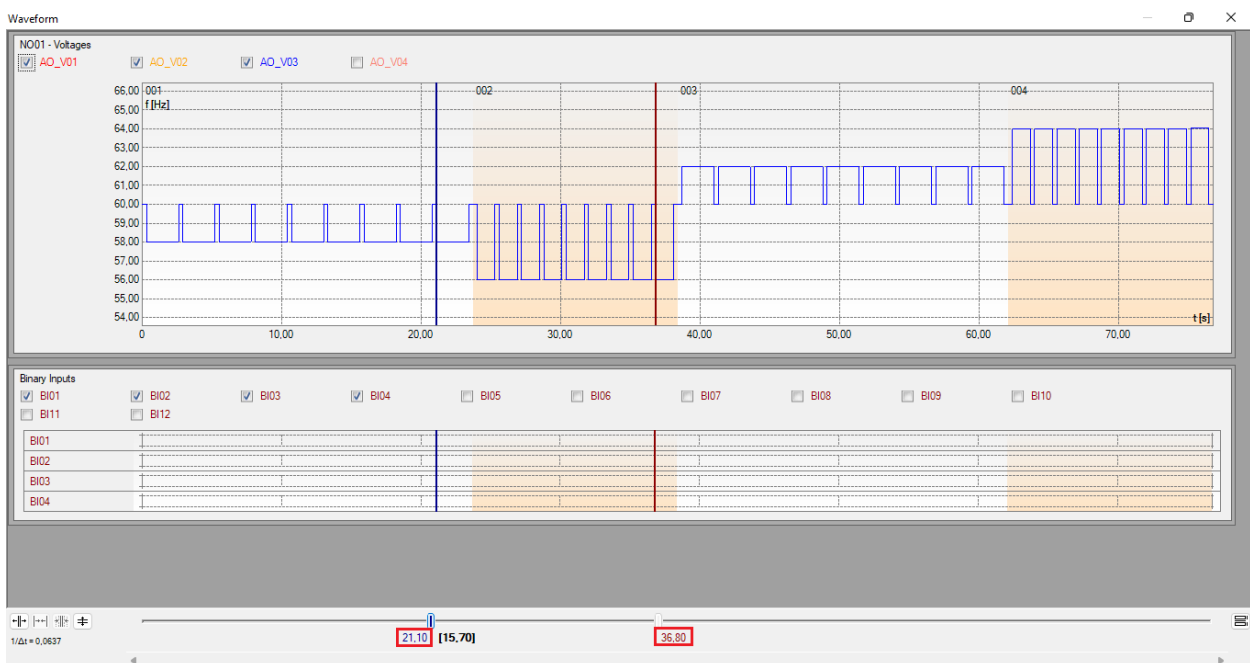 Waveform
NO01 - Voltages
AO_V01 AO_V02 AO_V03 AO_V04
66,00 001 002 003 004
65,00 f [Hz]
64,00
63,00
62,00
61,00
60,00
59,00
58,00
57,00
56,00
55,00
54,00 t [s]
0 10,00 20,00 30,00 40,00 50,00 60,00 70,00
Binary Inputs
BI01 BI02 BI03 BI04 BI05 BI06 BI07 BI08 BI09 BI10
BI11 BI12
BI01
BI02
BI03
BI04
21,10 [15,70] 36,80
1/Δt = 0,0637